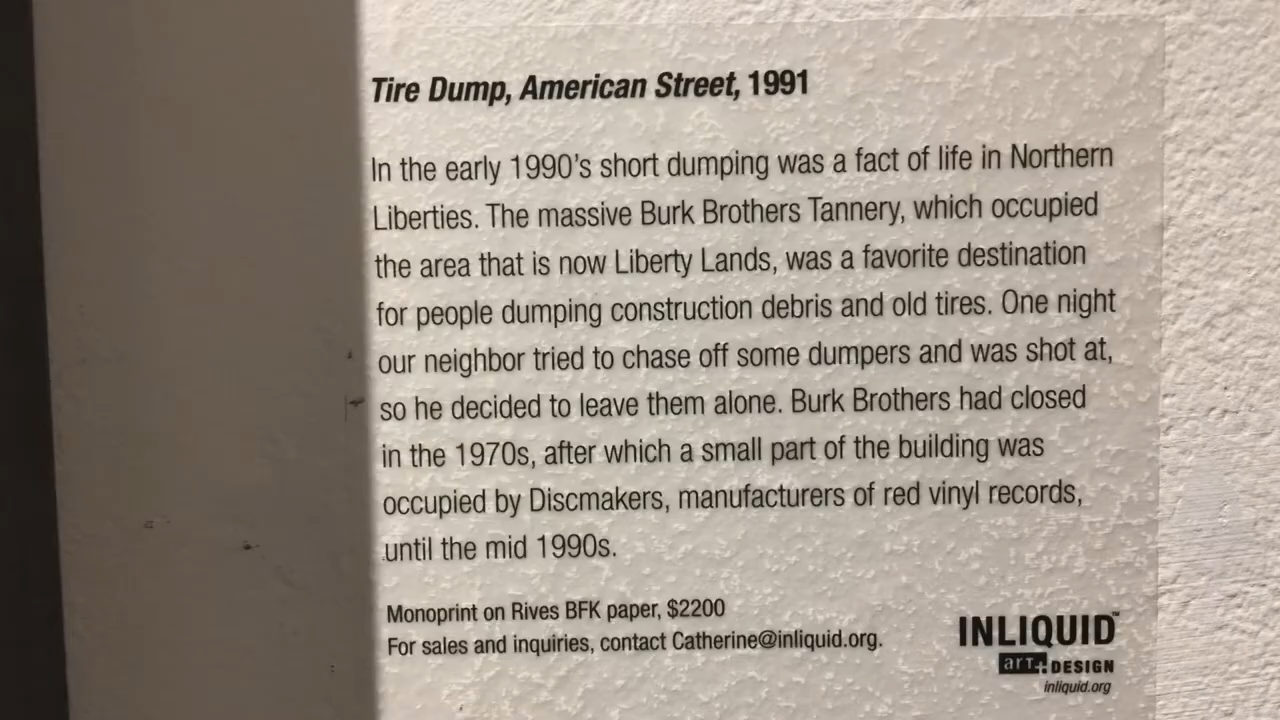 Tire Dump, American Street, 1991
In the early 1990's short dumping was a fact of life in Northern
Liberties. The massive Burk Brothers Tannery, which occupied
the area that is now Liberty Lands, was a favorite destination
for people dumping construction debris and old tires. One night
our neighbor tried to chase off some dumpers and was shot at,
so he decided to leave them alone. Burk Brothers had closed
in the 1970s, after which a small part of the building was
occupied by Discmakers, manufacturers of red vinyl records,
until the mid 1990s.
Monoprint on Rives BFK paper, $2200
For sales and inquiries, contact Catherine@inliquid.org.
INLIQUID™
art+ DESIGN
inliquid.org